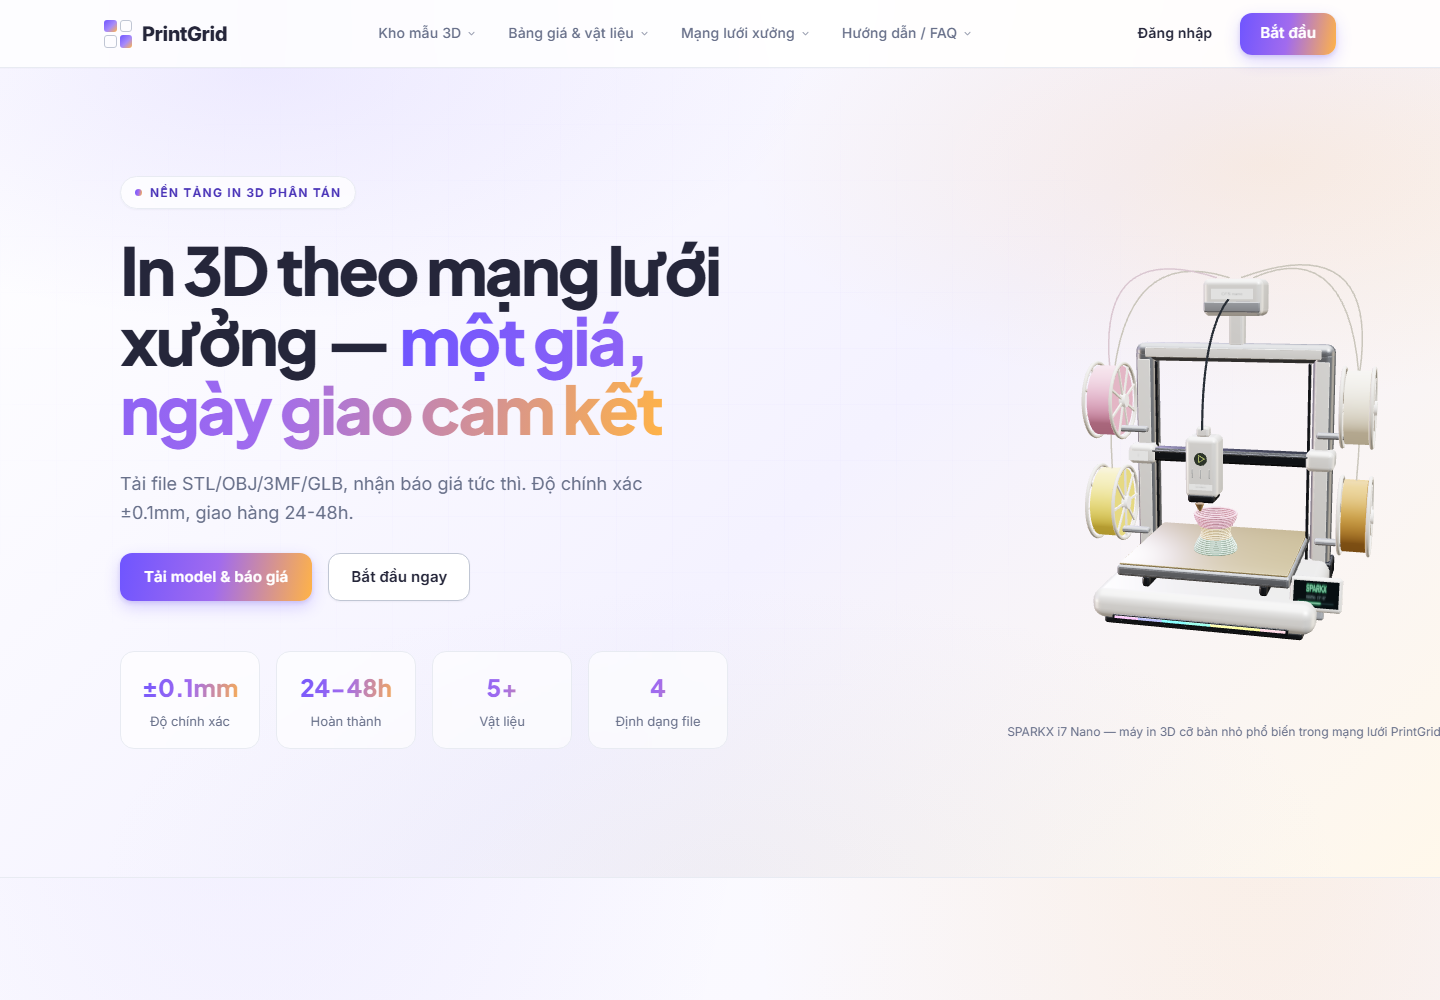 PrintGrid
Kho mẫu 3D
Bảng giá & vật liệu
Mạng lưới xưởng
Hướng dẫn / FAQ
Đăng nhập
Bắt đầu
NỀN TẢNG IN 3D PHÂN TÁN
In 3D theo mạng lưới
xưởng — một giá,
ngày giao cam kết
Tải file STL/OBJ/3MF/GLB, nhận báo giá tức thì. Độ chính xác
±0.1mm, giao hàng 24-48h.
Tải model & báo giá
Bắt đầu ngay
±0.1mm
Độ chính xác
24–48h
Hoàn thành
5+
Vật liệu
4
Định dạng file
SPARKX
SPARKX i7 Nano — máy in 3D cỡ bàn nhỏ phổ biến trong mạng lưới PrintGrid